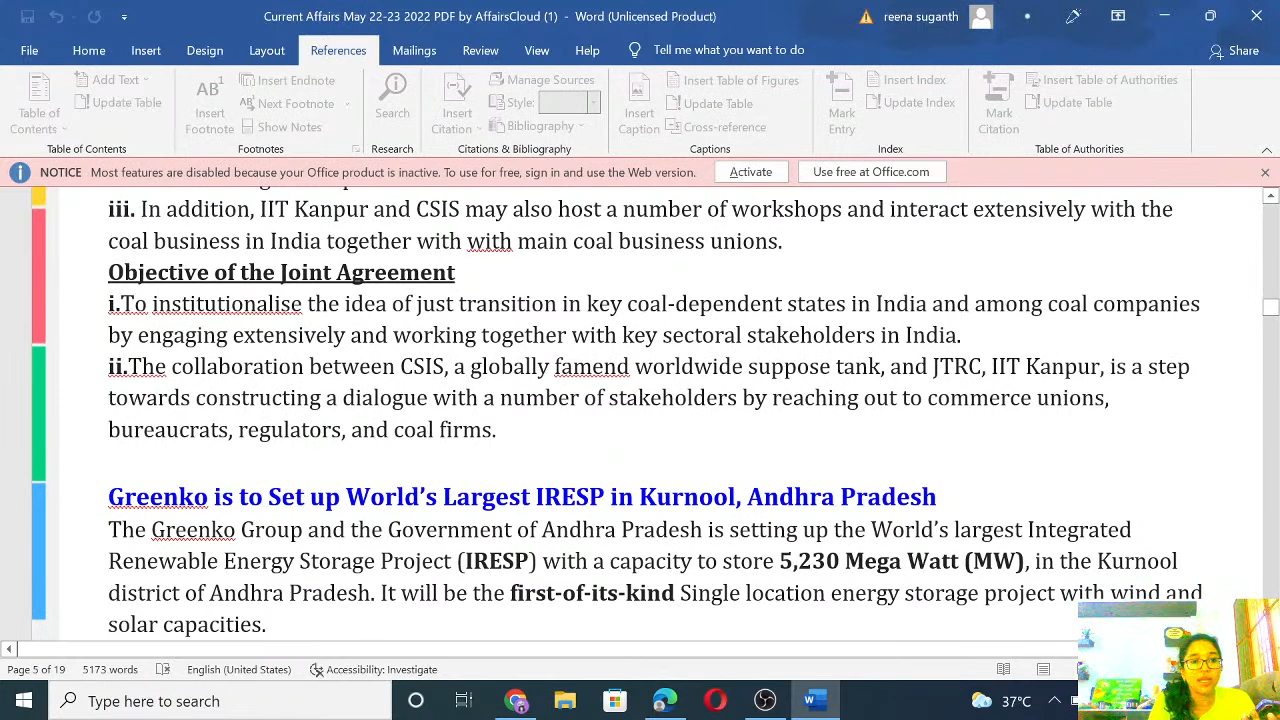 Current Affairs May 22-23 2022 PDF by AffairsCloud (1) - Word (Unlicensed Product)
reena suganth
File Home Insert Design Layout References Mailings Review View Help Tell me what you want to do Share
Table of Contents
Add Text
Update Table
Table of Contents
AB1
Insert Footnote
Insert Endnote
Next Footnote
Show Notes
Footnotes
Search
Research
Insert Citation
Manage Sources
Style:
Bibliography
Citations & Bibliography
Insert Caption
Insert Table of Figures
Update Table
Cross-reference
Captions
Mark Entry
Insert Index
Update Index
Index
Mark Citation
Insert Table of Authorities
Update Table
Table of Authorities
NOTICE Most features are disabled because your Office product is inactive. To use for free, sign in and use the Web version. Activate Use free at Office.com
iii. In addition, IIT Kanpur and CSIS may also host a number of workshops and interact extensively with the
coal business in India together with with main coal business unions.
Objective of the Joint Agreement
i.To institutionalise the idea of just transition in key coal-dependent states in India and among coal companies
by engaging extensively and working together with key sectoral stakeholders in India.
ii.The collaboration between CSIS, a globally famend worldwide suppose tank, and JTRC, IIT Kanpur, is a step
towards constructing a dialogue with a number of stakeholders by reaching out to commerce unions,
bureaucrats, regulators, and coal firms.
Greenko is to Set up World's Largest IRESP in Kurnool, Andhra Pradesh
The Greenko Group and the Government of Andhra Pradesh is setting up the World's largest Integrated
Renewable Energy Storage Project (IRESP) with a capacity to store 5,230 Mega Watt (MW), in the Kurnool
district of Andhra Pradesh. It will be the first-of-its-kind Single location energy storage project with wind and
solar capacities.
Page 5 of 19 5173 words English (United States) Accessibility: Investigate
Type here to search
37°C